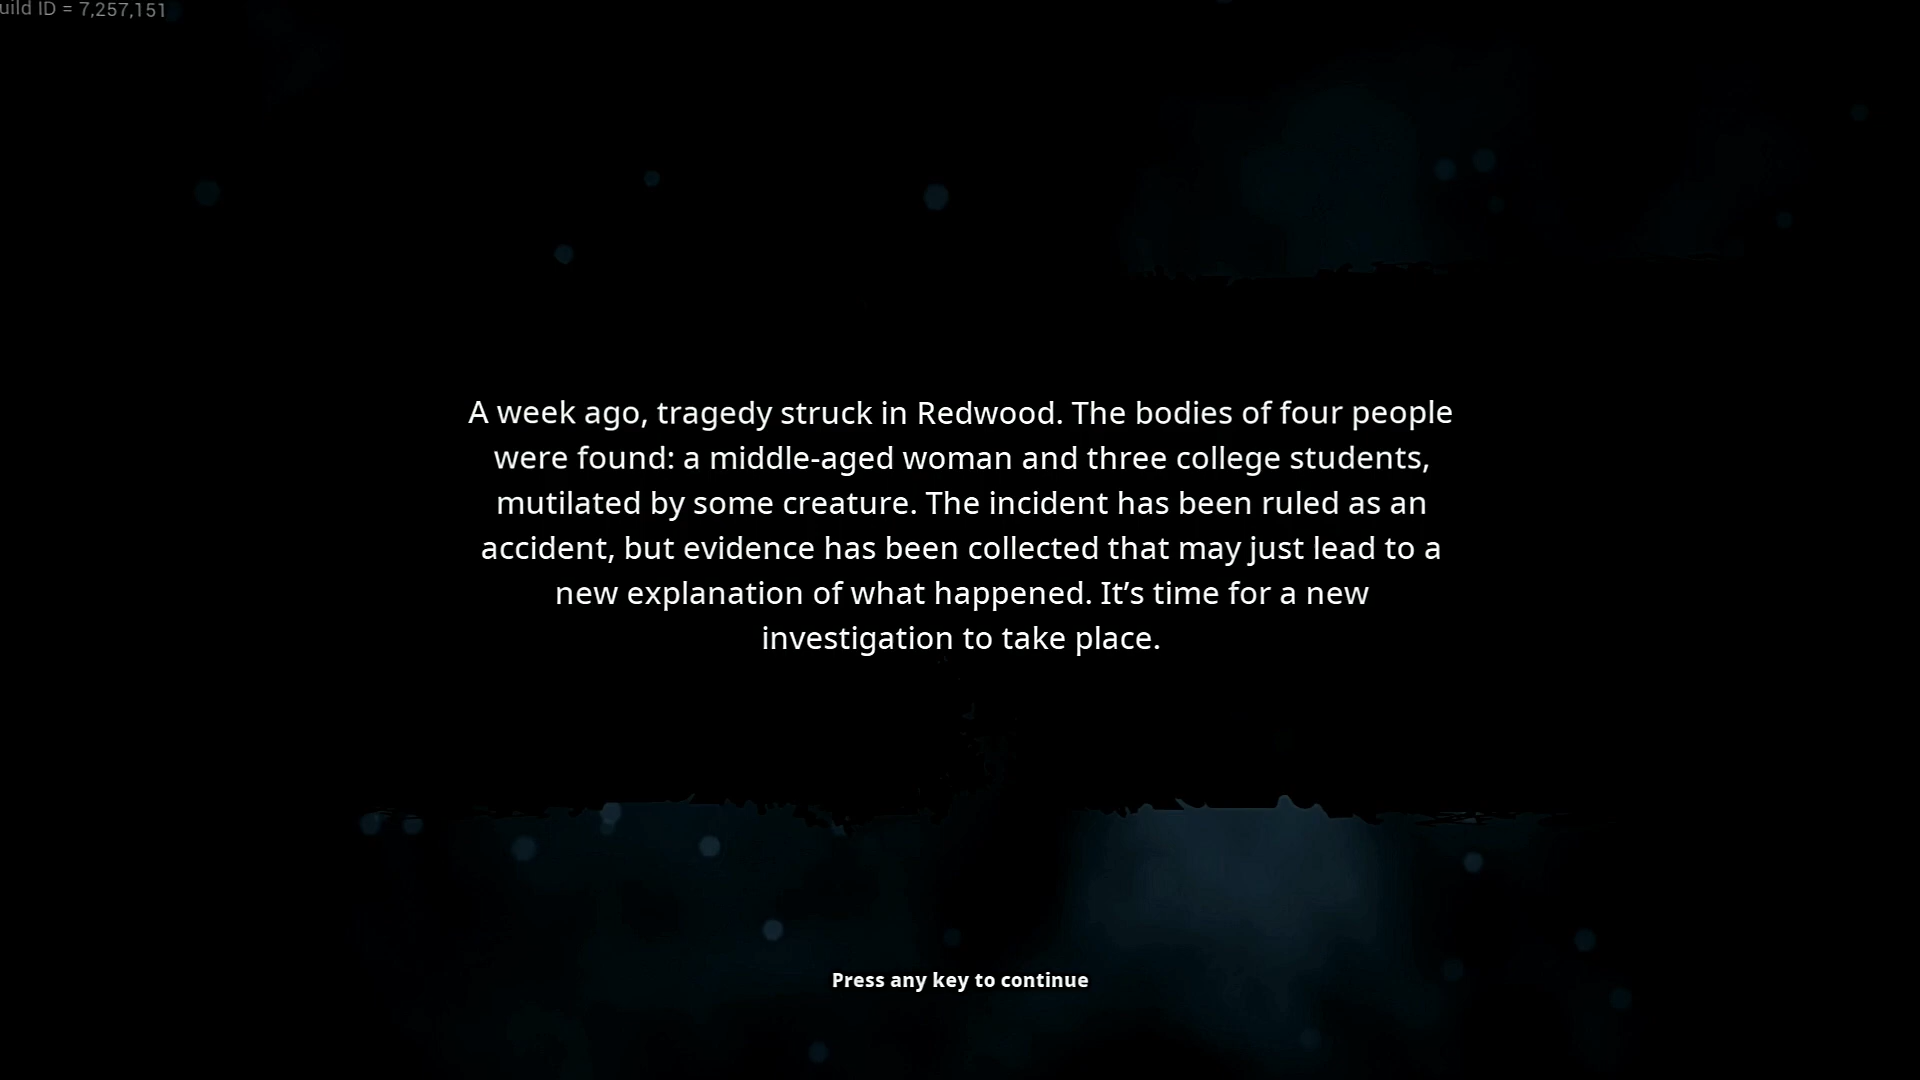 uild ID = 7,257,151
A week ago, tragedy struck in Redwood. The bodies of four people
were found: a middle-aged woman and three college students,
mutilated by some creature. The incident has been ruled as an
accident, but evidence has been collected that may just lead to a
new explanation of what happened. It’s time for a new
investigation to take place.
Press any key to continue